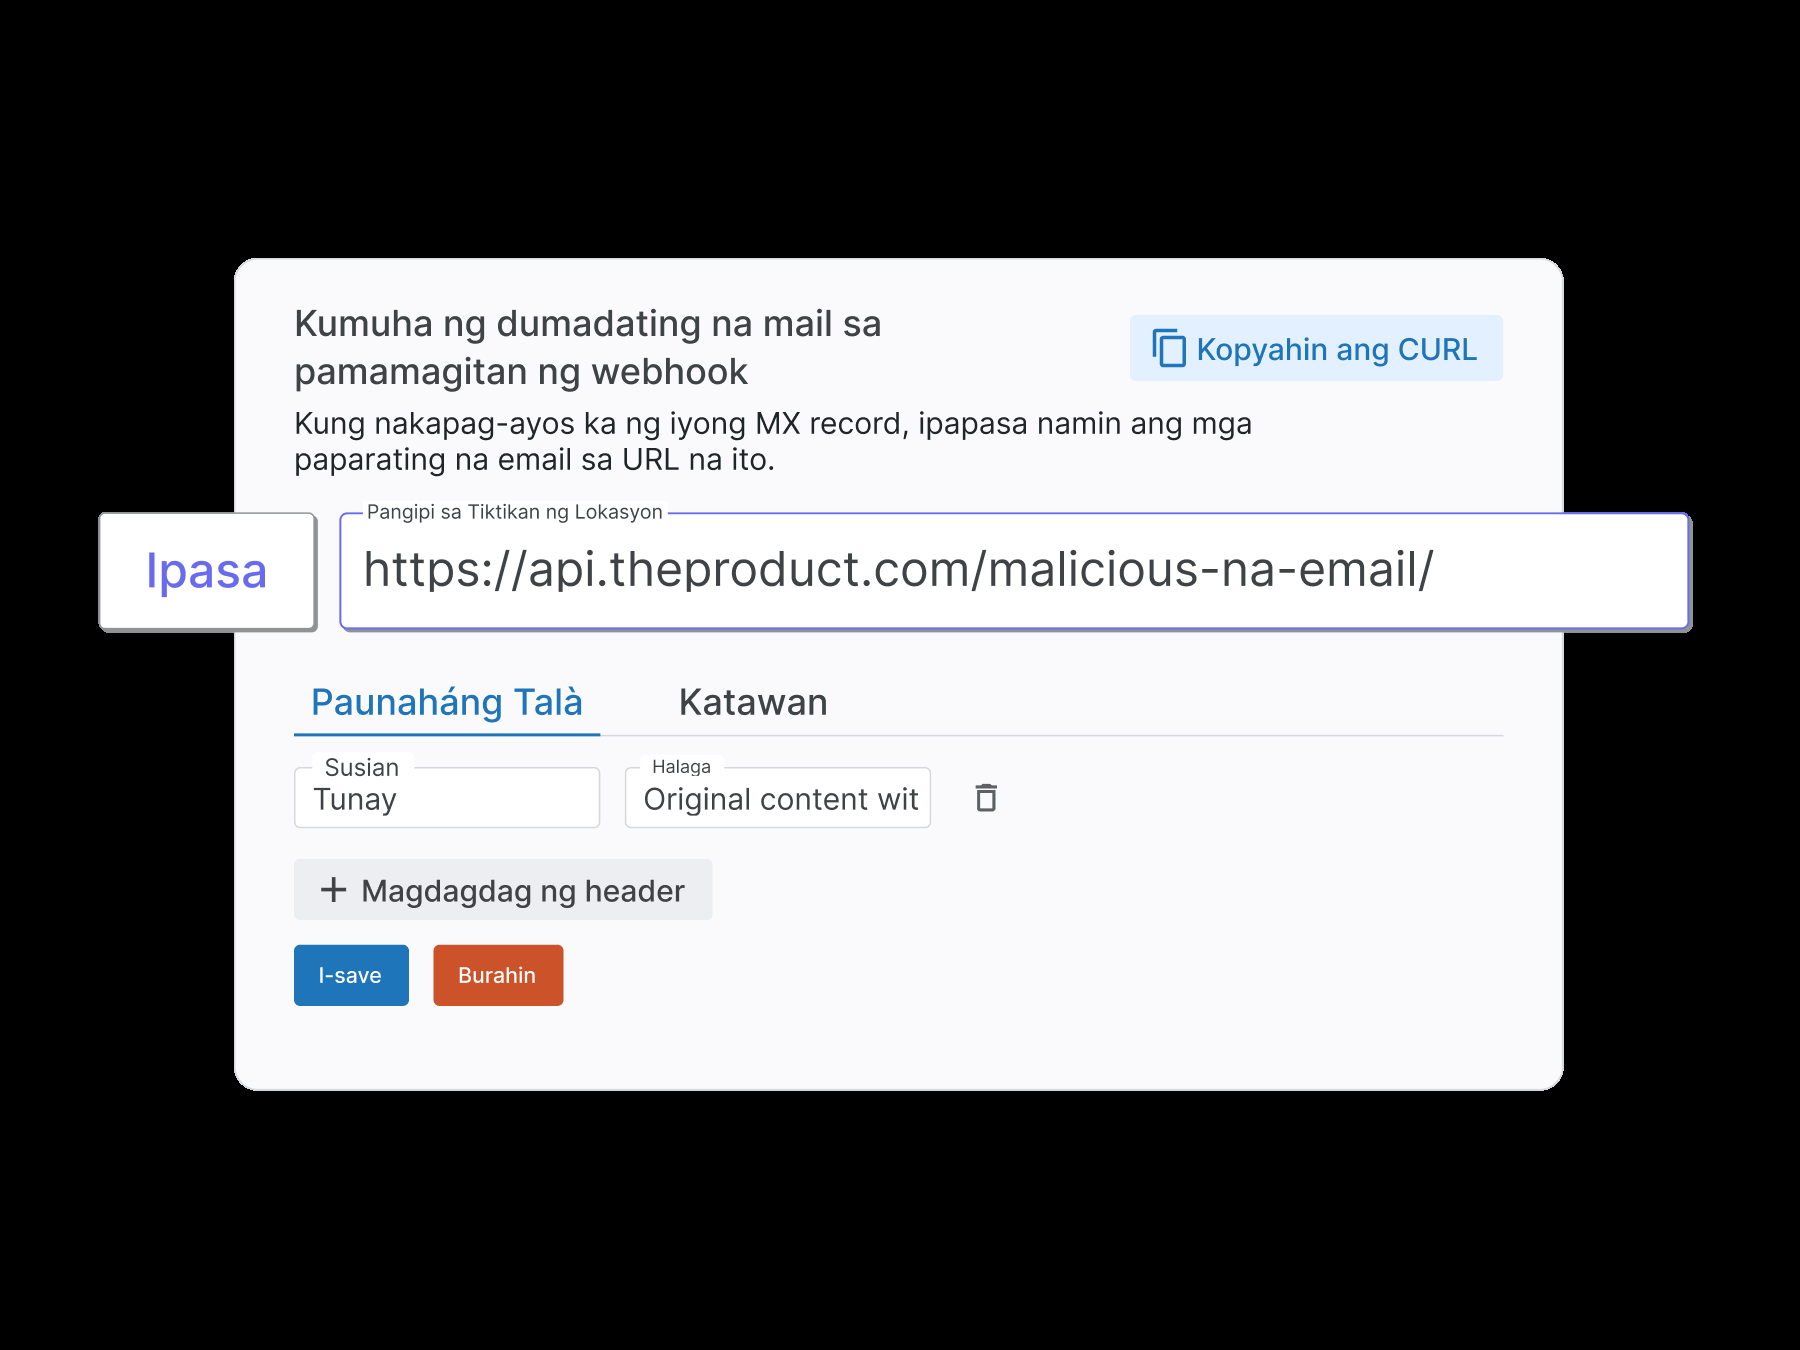 Kumuha ng dumadating na mail sa
pamamagitan ng webhook
Kopyahin ang CURL
Kung nakapag-ayos ka ng iyong MX record, ipapasa namin ang mga
paparating na email sa URL na ito.
Ipasa
Pangipi sa Tiktikan ng Lokasyon
https://api.theproduct.com/malicious-na-email/
Paunaháng Talà
Katawan
Susian
Tunay
Halaga
Original content wit
+ Magdagdag ng header
I-save
Burahin